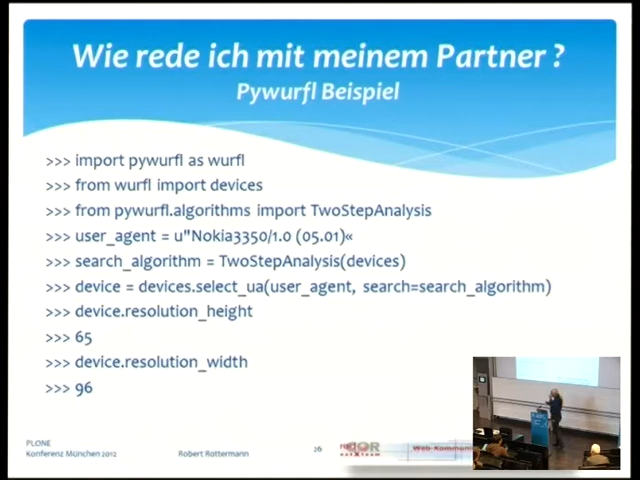 Wie rede ich mit meinem Partner ?
Pywurfl Beispiel
>>> import pywurfl as wurfl
>>> from wurfl import devices
>>> from pywurfl.algorithms import TwoStepAnalysis
>>> user_agent = u"Nokia3350/1.0 (05.01)«
>>> search_algorithm = TwoStepAnalysis(devices)
>>> device = devices.select_ua(user_agent, search=search_algorithm)
>>> device.resolution_height
>>> 65
>>> device.resolution_width
>>> 96
PLONE
Konferenz München 2012
Robert Rottermann
26